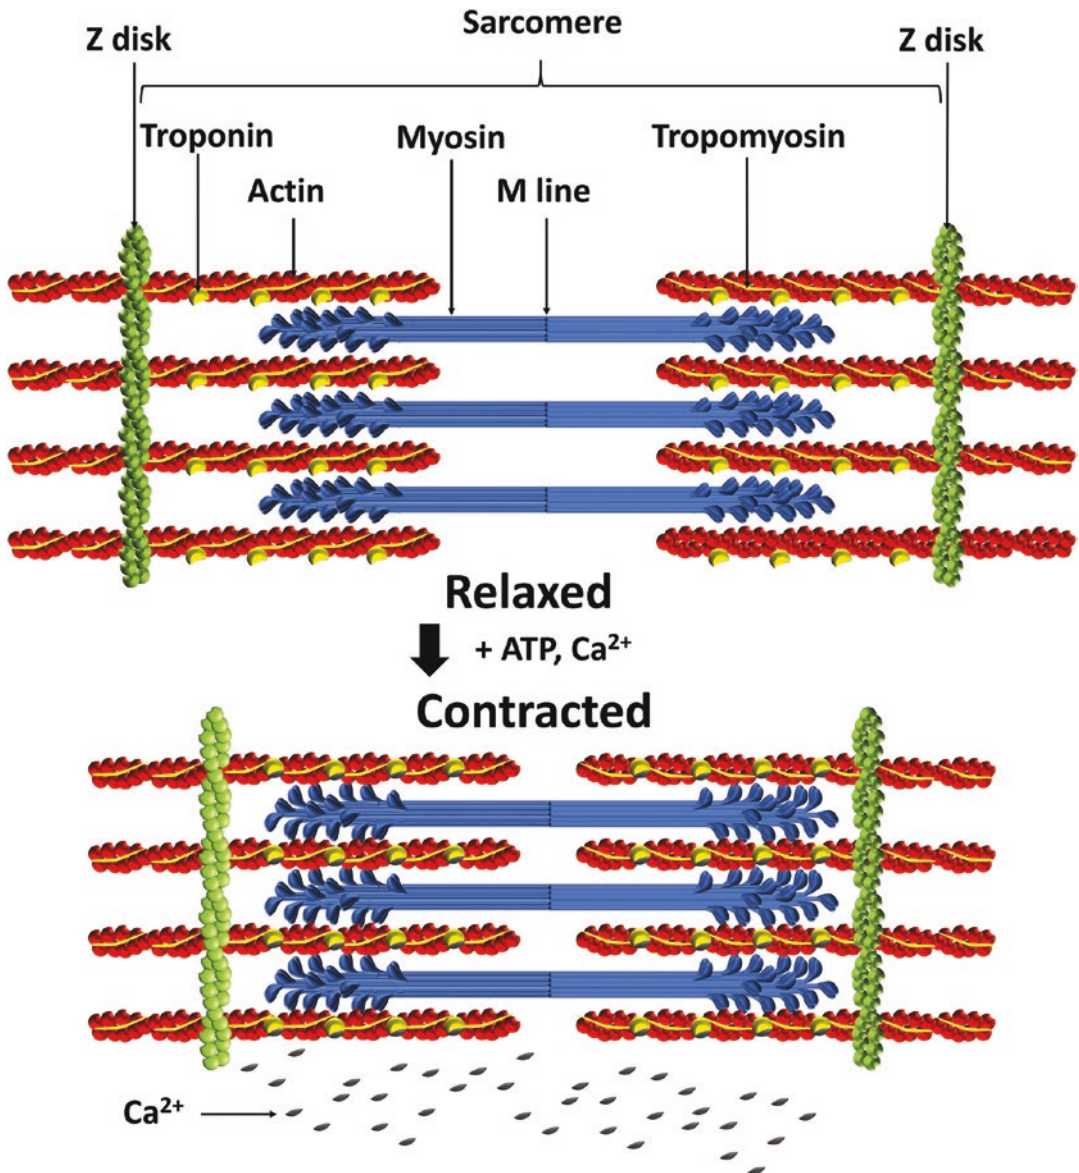 Sarcomere
Z disk
Z disk
Troponin
Myosin
Tropomyosin
Actin
M line
Relaxed
+ ATP, Ca²⁺
Contracted
Ca²⁺